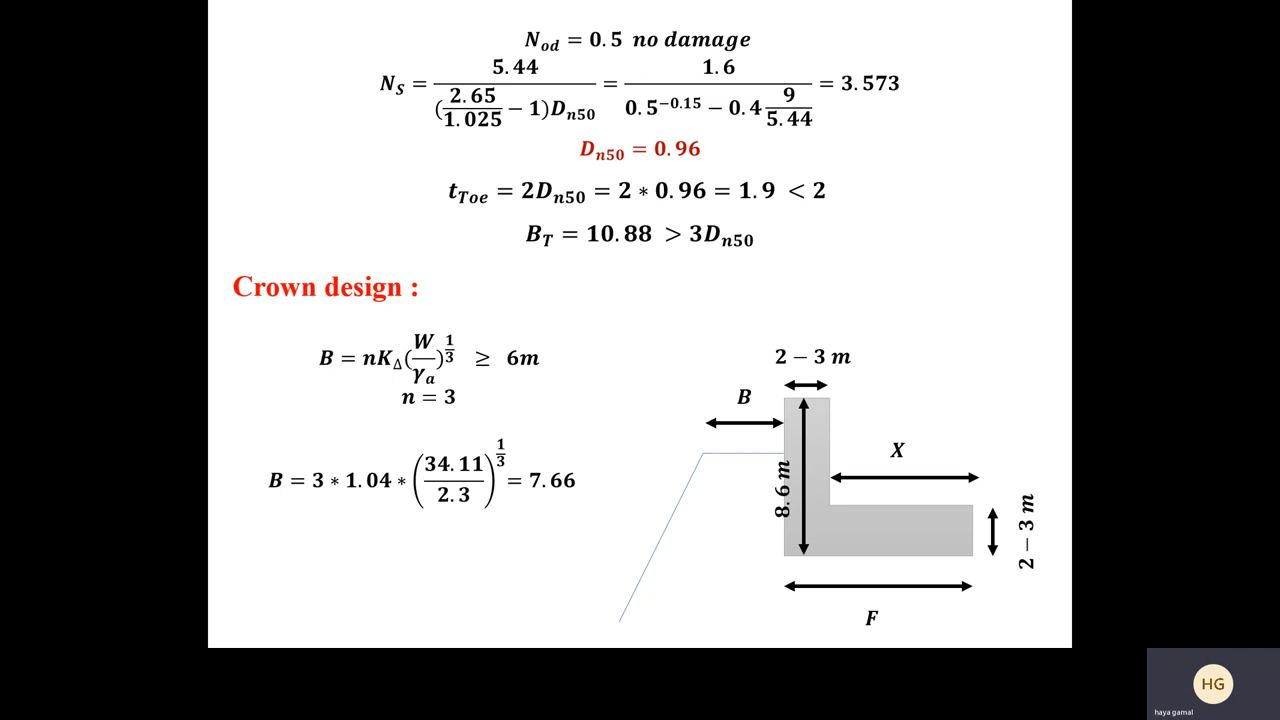 N_od = 0.5 no damage
N_S = 5.44 / ((2.65/1.025 − 1)D_n50) = 1.6 / (0.5^−0.15 − 0.4 9/5.44) = 3.573
D_n50 = 0.96
t_Toe = 2D_n50 = 2 * 0.96 = 1.9 < 2
B_T = 10.88 > 3D_n50
Crown design :
B = nK_Δ(W/γ_a)^1/3 ≥ 6m
n = 3
B = 3 * 1.04 * (34.11/2.3)^1/3 = 7.66
2 − 3 m
B
X
8.6 m
2 − 3 m
F
HG
haya gamal